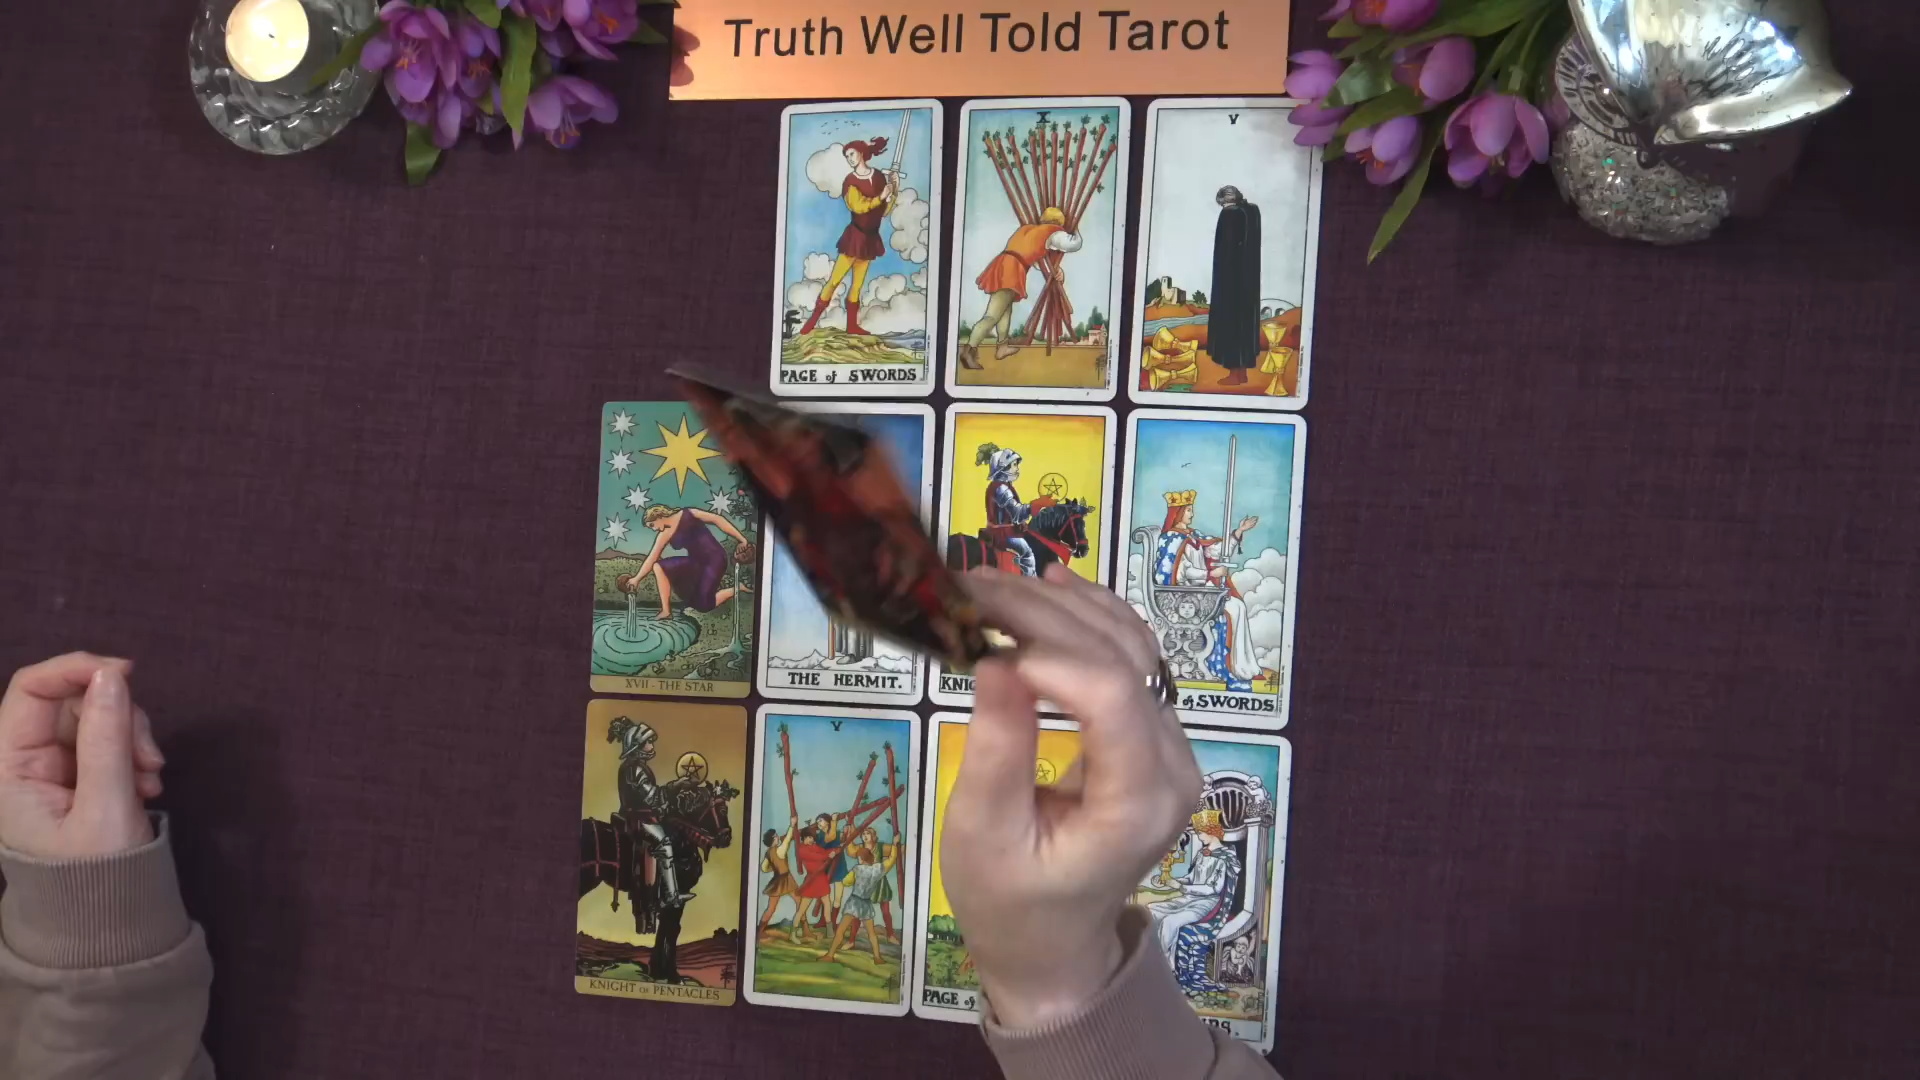 Truth Well Told Tarot
X
V
PAGE of SWORDS.
XVII - THE STAR
THE HERMIT.
KNIG
N of SWORDS.
V
KNIGHT OF PENTACLES
PAGE of